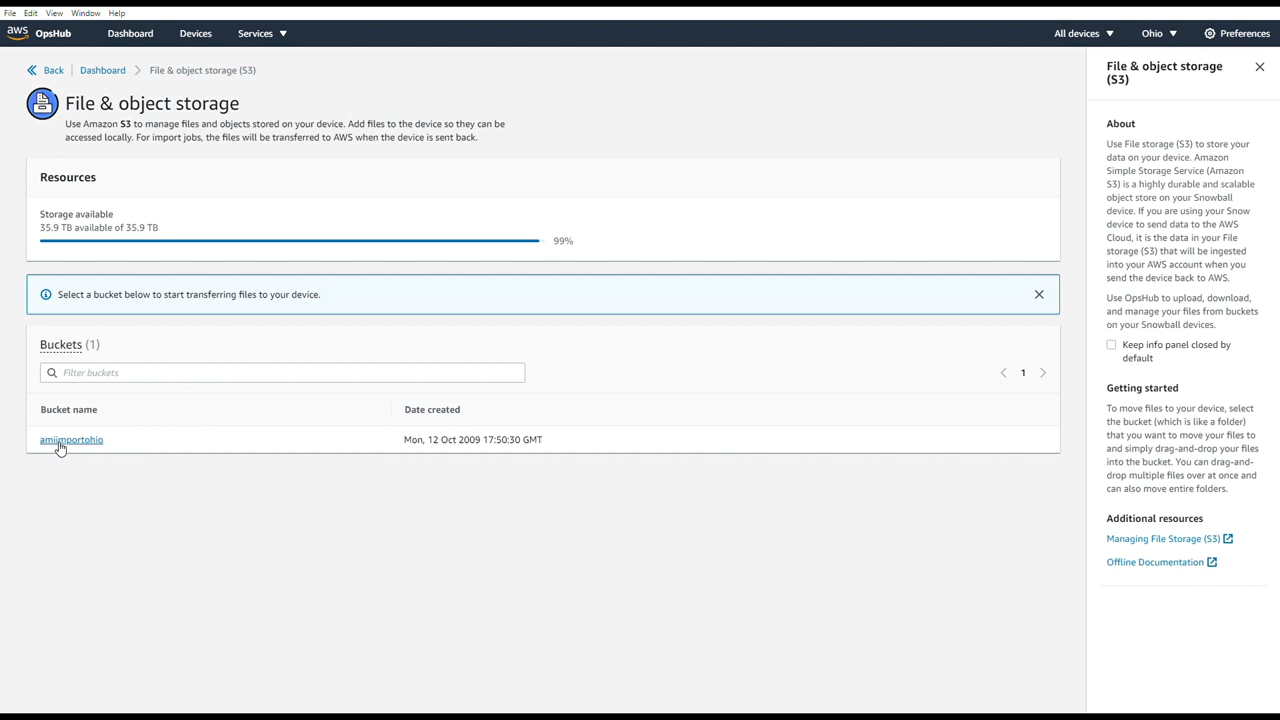 File Edit View Window Help
aws OpsHub Dashboard Devices Services All devices Ohio Preferences
Back Dashboard File & object storage (S3)
File & object storage
Use Amazon S3 to manage files and objects stored on your device. Add files to the device so they can be
accessed locally. For import jobs, the files will be transferred to AWS when the device is sent back.
Resources
Storage available
35.9 TB available of 35.9 TB
99%
Select a bucket below to start transferring files to your device.
Buckets (1)
Filter buckets
1
Bucket name Date created
amiimportohio Mon, 12 Oct 2009 17:50:30 GMT
File & object storage
(S3)
About
Use File storage (S3) to store your
data on your device. Amazon
Simple Storage Service (Amazon
S3) is a highly durable and scalable
object store on your Snowball
device. If you are using your Snow
device to send data to the AWS
Cloud, it is the data in your File
storage (S3) that will be ingested
into your AWS account when you
send the device back to AWS.
Use OpsHub to upload, download,
and manage your files from buckets
on your Snowball devices.
Keep info panel closed by
default
Getting started
To move files to your device, select
the bucket (which is like a folder)
that you want to move your files to
and simply drag-and-drop your files
into the bucket. You can drag-and-
drop multiple files over at once and
can also move entire folders.
Additional resources
Managing File Storage (S3)
Offline Documentation